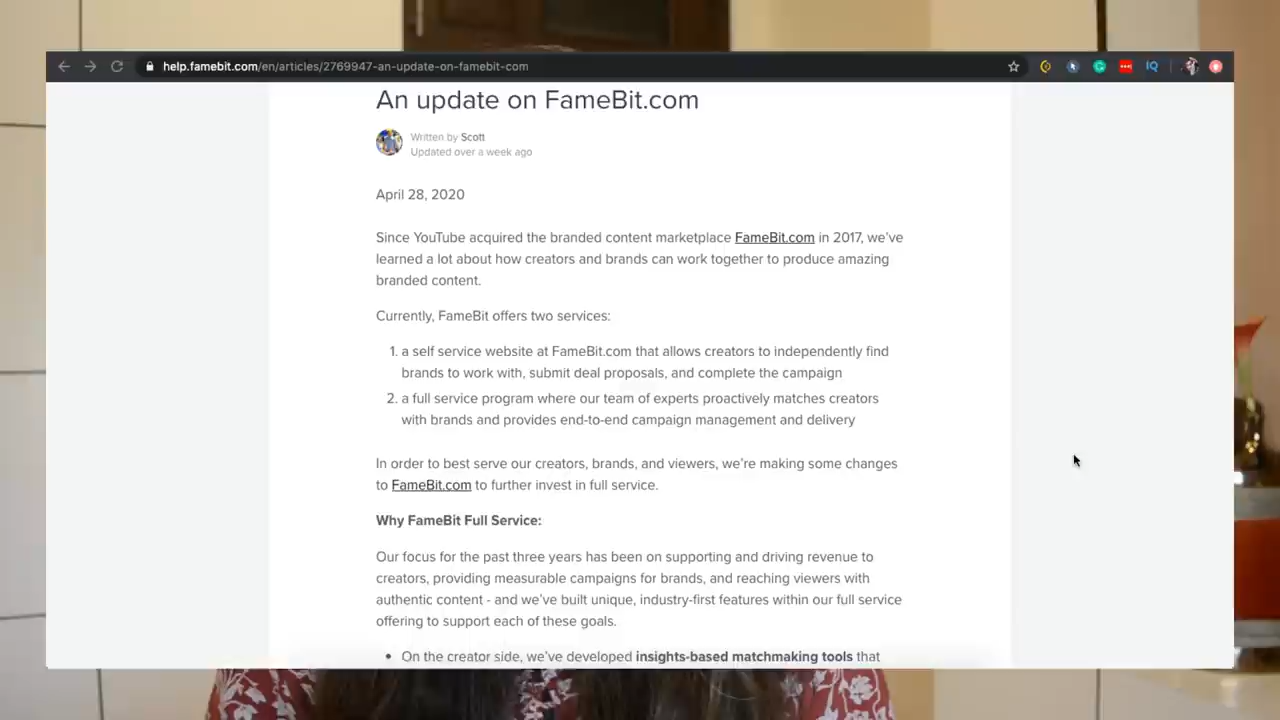 help.famebit.com/en/articles/2769947-an-update-on-famebit-com
IQ
An update on FameBit.com
Written by Scott
Updated over a week ago
April 28, 2020
Since YouTube acquired the branded content marketplace FameBit.com in 2017, we've
learned a lot about how creators and brands can work together to produce amazing
branded content.
Currently, FameBit offers two services:
1. a self service website at FameBit.com that allows creators to independently find
brands to work with, submit deal proposals, and complete the campaign
2. a full service program where our team of experts proactively matches creators
with brands and provides end-to-end campaign management and delivery
In order to best serve our creators, brands, and viewers, we're making some changes
to FameBit.com to further invest in full service.
Why FameBit Full Service:
Our focus for the past three years has been on supporting and driving revenue to
creators, providing measurable campaigns for brands, and reaching viewers with
authentic content - and we've built unique, industry-first features within our full service
offering to support each of these goals.
• On the creator side, we've developed insights-based matchmaking tools that